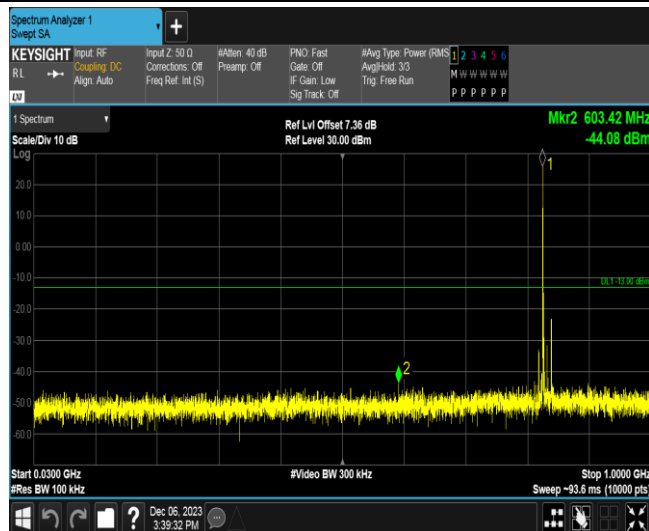 Spectrum Analyzer 1
Swept SA
KEYSIGHT
RL
LXI
Input: RF
Coupling: DC
Align: Auto
Input Z: 50 Ω
Corrections: Off
Freq Ref: Int (S)
#Atten: 40 dB
Preamp: Off
PNO: Fast
Gate: Off
IF Gain: Low
Sig Track: Off
#Avg Type: Power (RMS
Avg|Hold: 3/3
Trig: Free Run
1 2 3 4 5 6
M W W W W W
P P P P P P
1 Spectrum
Scale/Div 10 dB
Log
Ref Lvl Offset 7.36 dB
Ref Level 30.00 dBm
Mkr2 603.42 MHz
-44.08 dBm
1
20.0
10.0
0.00
-10.0
DL1 -13.00 dBm
-20.0
-30.0
-40.0
2
-50.0
-60.0
Start 0.0300 GHz
#Res BW 100 kHz
#Video BW 300 kHz
Stop 1.0000 GHz
Sweep ~93.6 ms (10000 pts)
?
Dec 06, 2023
3:39:32 PM